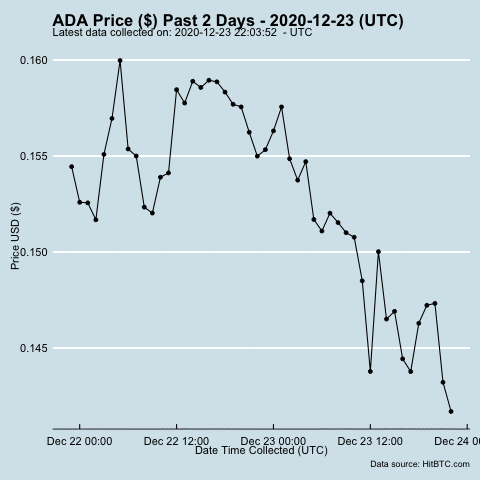 ADA Price ($) Past 2 Days - 2020-12-23 (UTC)
Latest data collected on: 2020-12-23 22:03:52 - UTC
0.160
0.155
0.150
0.145
Price USD ($)
Dec 22 00:00 Dec 22 12:00 Dec 23 00:00 Dec 23 12:00 Dec 24 0
Date Time Collected (UTC)
Data source: HitBTC.com